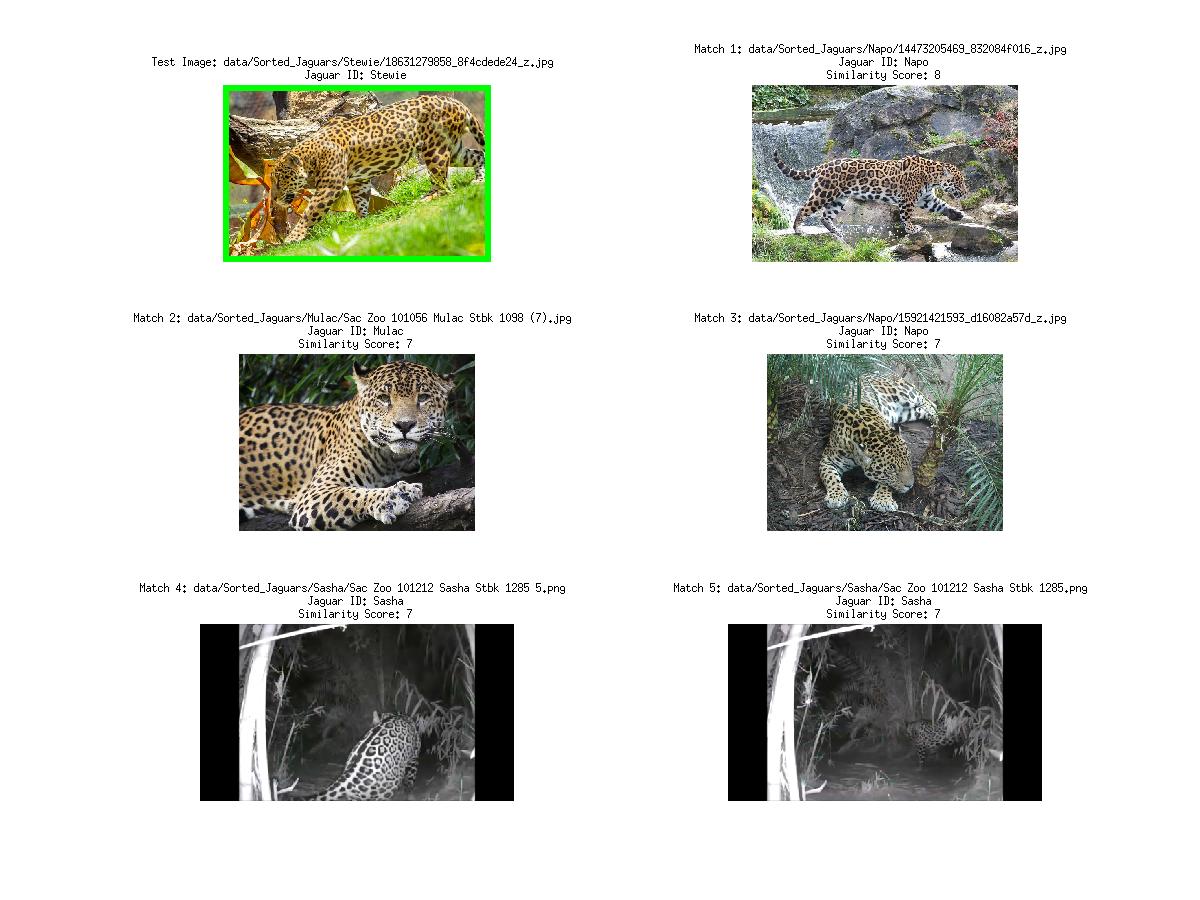 Test Image: data/Sorted_Jaguars/Stewie/18631279858_8f4cdede24_z.jpg
Jaguar ID: Stewie
Match 1: data/Sorted_Jaguars/Napo/14473205469_832084f016_z.jpg
Jaguar ID: Napo
Similarity Score: 8
Match 2: data/Sorted_Jaguars/Mulac/Sac Zoo 101056 Mulac Stbk 1098 (7).jpg
Jaguar ID: Mulac
Similarity Score: 7
Match 3: data/Sorted_Jaguars/Napo/15921421593_d16082a57d_z.jpg
Jaguar ID: Napo
Similarity Score: 7
Match 4: data/Sorted_Jaguars/Sasha/Sac Zoo 101212 Sasha Stbk 1285 5.png
Jaguar ID: Sasha
Similarity Score: 7
Match 5: data/Sorted_Jaguars/Sasha/Sac Zoo 101212 Sasha Stbk 1285.png
Jaguar ID: Sasha
Similarity Score: 7